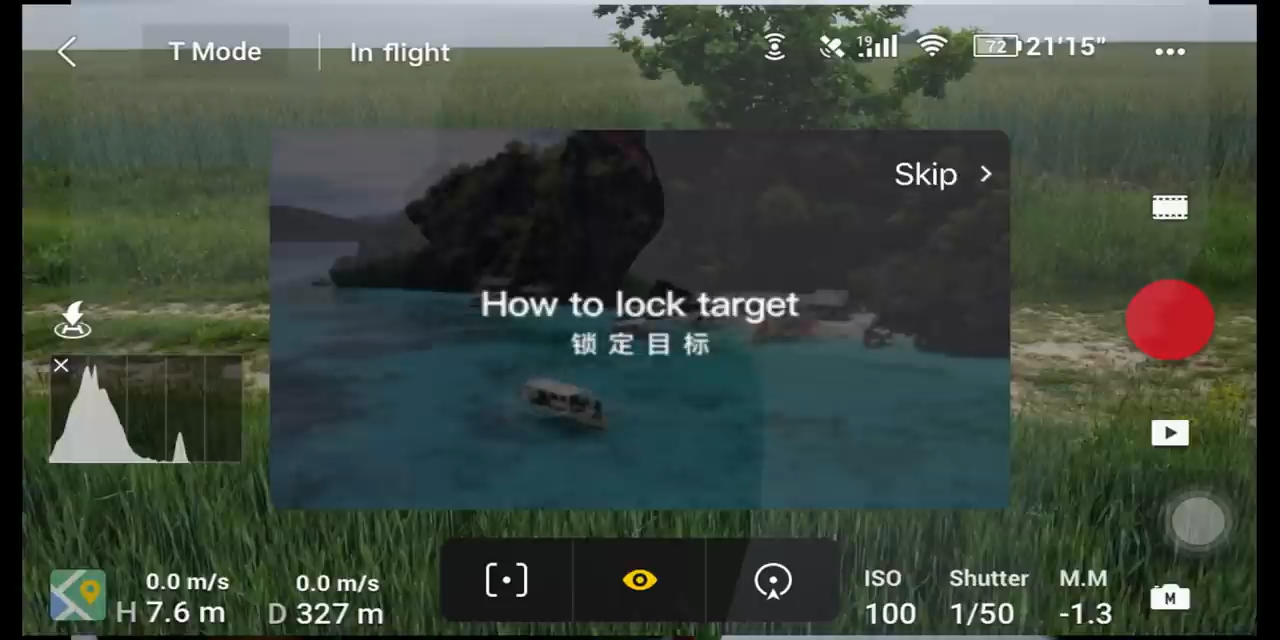 T Mode
In flight
19
72
21'15"
Skip
How to lock target
锁定目标
0.0 m/s
0.0 m/s
H 7.6 m
D 327 m
ISO
Shutter
M.M
100
1/50
-1.3
M